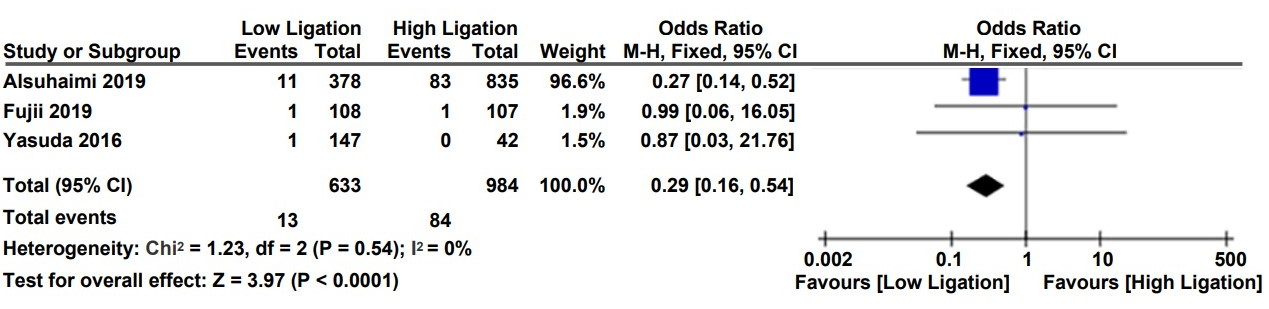 Low Ligation High Ligation Odds Ratio Odds Ratio
Study or Subgroup Events Total Events Total Weight M-H, Fixed, 95% CI M-H, Fixed, 95% CI
Alsuhaimi 2019 11 378 83 835 96.6% 0.27 [0.14, 0.52]
Fujii 2019 1 108 1 107 1.9% 0.99 [0.06, 16.05]
Yasuda 2016 1 147 0 42 1.5% 0.87 [0.03, 21.76]
Total (95% CI) 633 984 100.0% 0.29 [0.16, 0.54]
Total events 13 84
Heterogeneity: Chi² = 1.23, df = 2 (P = 0.54); I² = 0%
Test for overall effect: Z = 3.97 (P < 0.0001)
0.002 0.1 1 10 500
Favours [Low Ligation] Favours [High Ligation]